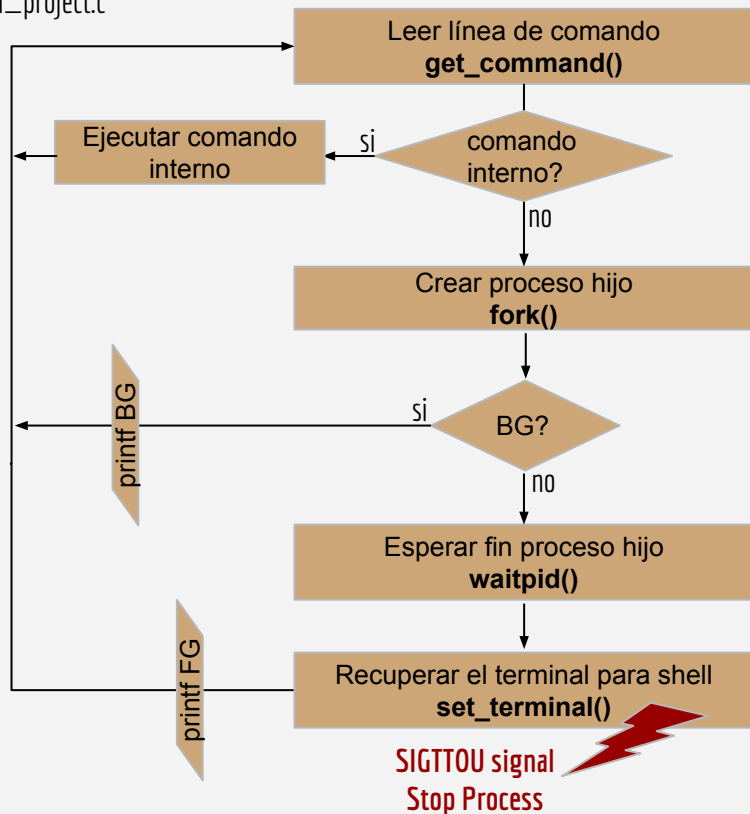 Leer línea de comando
get_command()
Ejecutar comando
interno
si
comando
interno?
no
Crear proceso hijo
fork()
printf BG
si
BG?
no
Esperar fin proceso hijo
waitpid()
printf FG
Recuperar el terminal para shell
set_terminal()
SIGTTOU signal
Stop Process